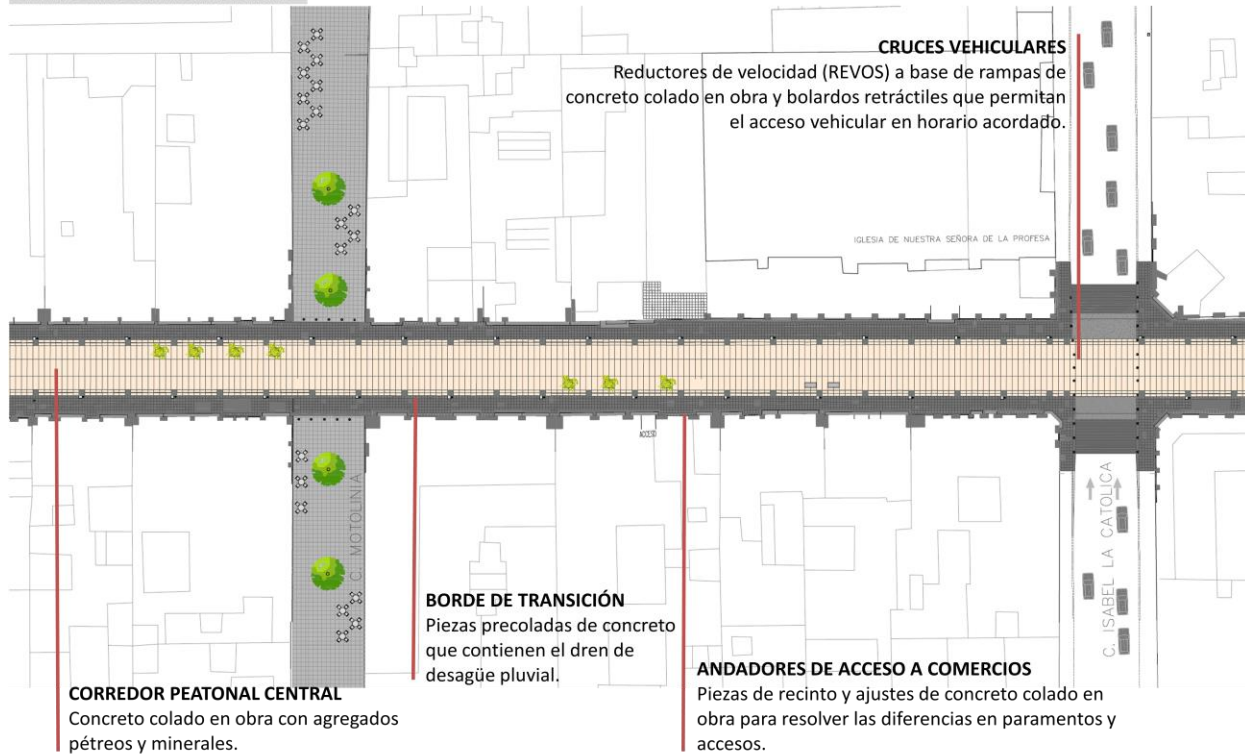 CRUCES VEHICULARES
Reductores de velocidad (REVOS) a base de rampas de
concreto colado en obra y bolardos retráctiles que permitan
el acceso vehicular en horario acordado.
IGLESIA DE NUESTRA SEÑORA DE LA PROFESA
ACCESO
C. MOTOLINIA
C. ISABEL LA CATOLICA
BORDE DE TRANSICIÓN
Piezas precoladas de concreto
que contienen el dren de
desagüe pluvial.
ANDADORES DE ACCESO A COMERCIOS
Piezas de recinto y ajustes de concreto colado en
obra para resolver las diferencias en paramentos y
accesos.
CORREDOR PEATONAL CENTRAL
Concreto colado en obra con agregados
pétreos y minerales.